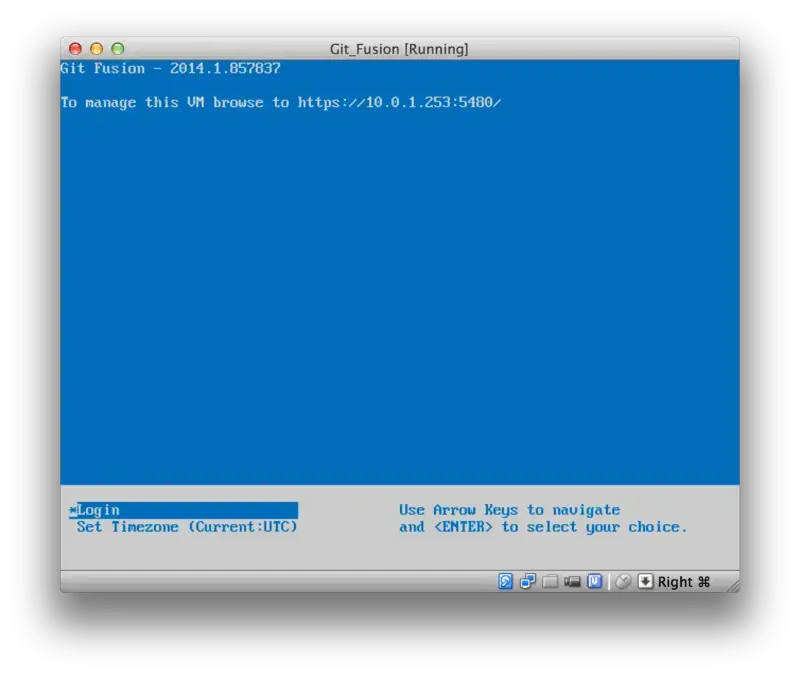 Git_Fusion [Running]
Git Fusion - 2014.1.857837
To manage this VM browse to https://10.0.1.253:5480/
*Login
Set Timezone (Current:UTC)
Use Arrow Keys to navigate
and <ENTER> to select your choice.
Right ⌘